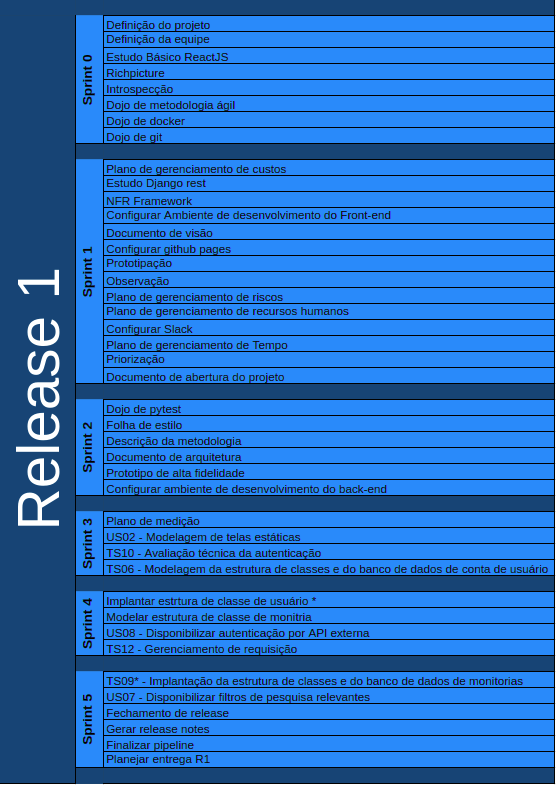 Release 1
Sprint 0
Definição do projeto
Definição da equipe
Estudo Básico ReactJS
Richpicture
Introspecção
Dojo de metodologia ágil
Dojo de docker
Dojo de git
Sprint 1
Plano de gerenciamento de custos
Estudo Django rest
NFR Framework
Configurar Ambiente de desenvolvimento do Front-end
Documento de visão
Configurar github pages
Prototipação
Observação
Plano de gerenciamento de riscos
Plano de gerenciamento de recursos humanos
Configurar Slack
Plano de gerenciamento de Tempo
Priorização
Documento de abertura do projeto
Sprint 2
Dojo de pytest
Folha de estilo
Descrição da metodologia
Documento de arquitetura
Prototipo de alta fidelidade
Configurar ambiente de desenvolvimento do back-end
Sprint 3
Plano de medição
US02 - Modelagem de telas estáticas
TS10 - Avaliação técnica da autenticação
TS06 - Modelagem da estrutura de classes e do banco de dados de conta de usuário
Sprint 4
Implantar estrtura de classe de usuário *
Modelar estrutura de classe de monitria
US08 - Disponibilizar autenticação por API externa
TS12 - Gerenciamento de requisição
Sprint 5
TS09* - Implantação da estrutura de classes e do banco de dados de monitorias
US07 - Disponibilizar filtros de pesquisa relevantes
Fechamento de release
Gerar release notes
Finalizar pipeline
Planejar entrega R1